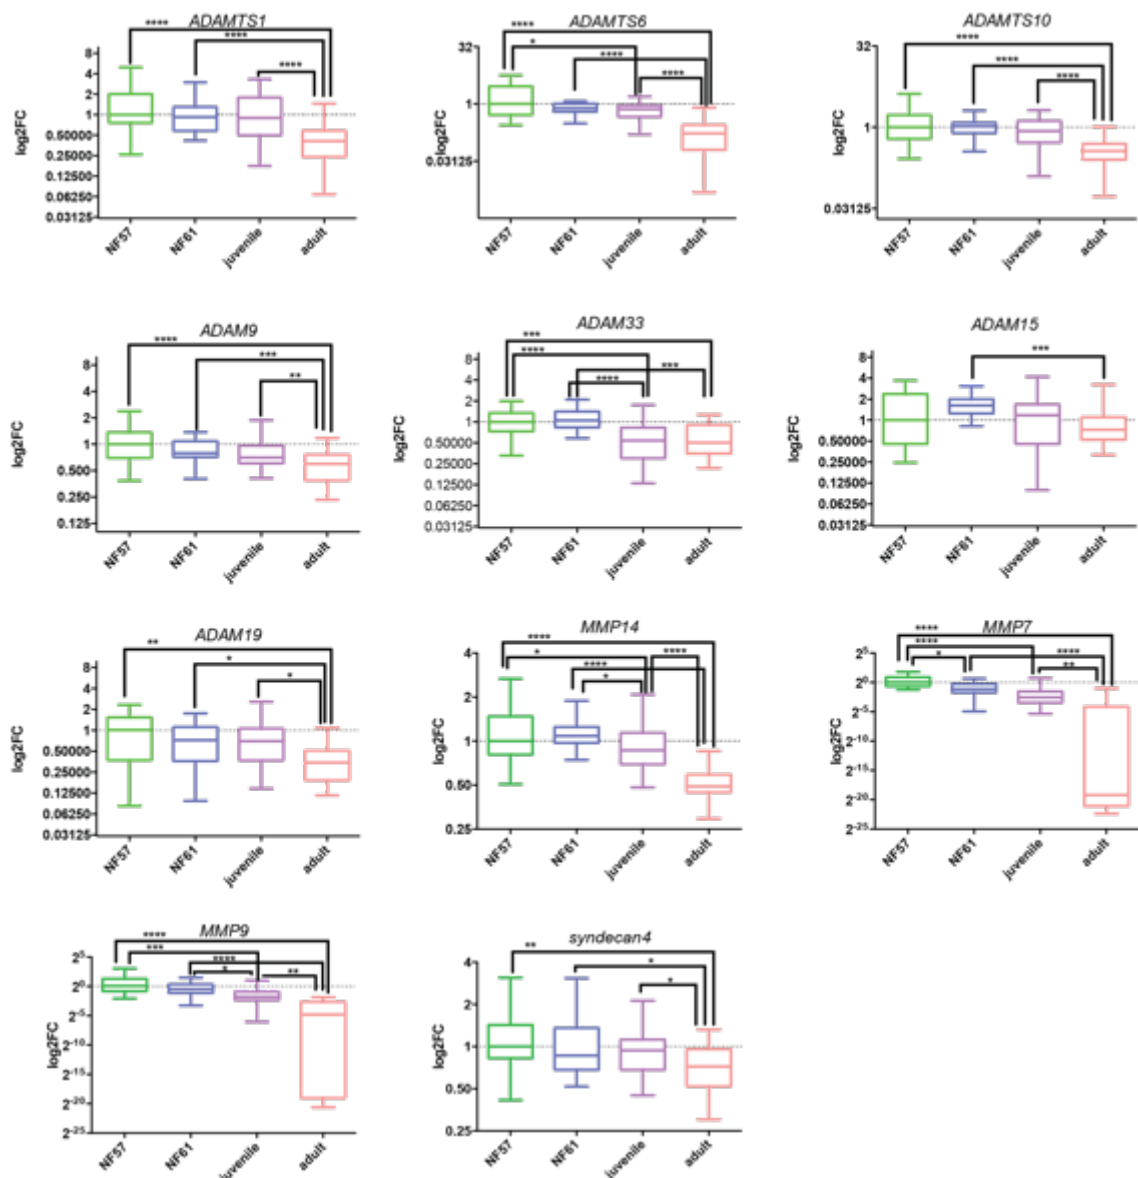 ADAMTS1
****
****
****
log2FC
8
4
2
1
0.50000
0.25000
0.12500
0.06250
0.03125
NF57
NF61
juvenile
adult
ADAMTS6
****
*
****
****
log2FC
32
1
0.03125
NF57
NF61
juvenile
adult
ADAMTS10
****
****
****
log2FC
32
1
0.03125
NF57
NF61
juvenile
adult
ADAM9
****
***
**
log2FC
8
4
2
1
0.500
0.250
0.125
NF57
NF61
juvenile
adult
ADAM33
***
****
***
****
log2FC
8
4
2
1
0.50000
0.25000
0.12500
0.06250
0.03125
NF57
NF61
juvenile
adult
ADAM15
***
log2FC
8
4
2
1
0.50000
0.25000
0.12500
0.06250
0.03125
NF57
NF61
juvenile
adult
ADAM19
**
*
*
log2FC
8
4
2
1
0.50000
0.25000
0.12500
0.06250
0.03125
NF57
NF61
juvenile
adult
MMP14
****
*
****
****
*
log2FC
4
2
1
0.50
0.25
NF57
NF61
juvenile
adult
MMP7
****
****
*
****
**
log2FC
2^5
2^0
2^-5
2^-10
2^-15
2^-20
2^-25
NF57
NF61
juvenile
adult
MMP9
****
***
****
*
**
log2FC
2^5
2^0
2^-5
2^-10
2^-15
2^-20
2^-25
NF57
NF61
juvenile
adult
syndecan4
**
*
*
log2FC
4
2
1
0.50
0.25
NF57
NF61
juvenile
adult